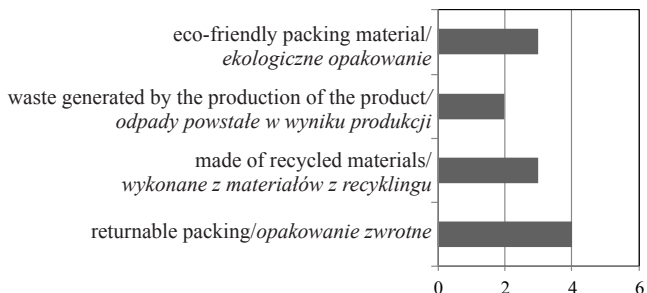 eco-friendly packing material/
ekologiczne opakowanie
waste generated by the production of the product/
odpady powstałe w wyniku produkcji
made of recycled materials/
wykonane z materiałów z recyklingu
returnable packing/opakowanie zwrotne
0 2 4 6